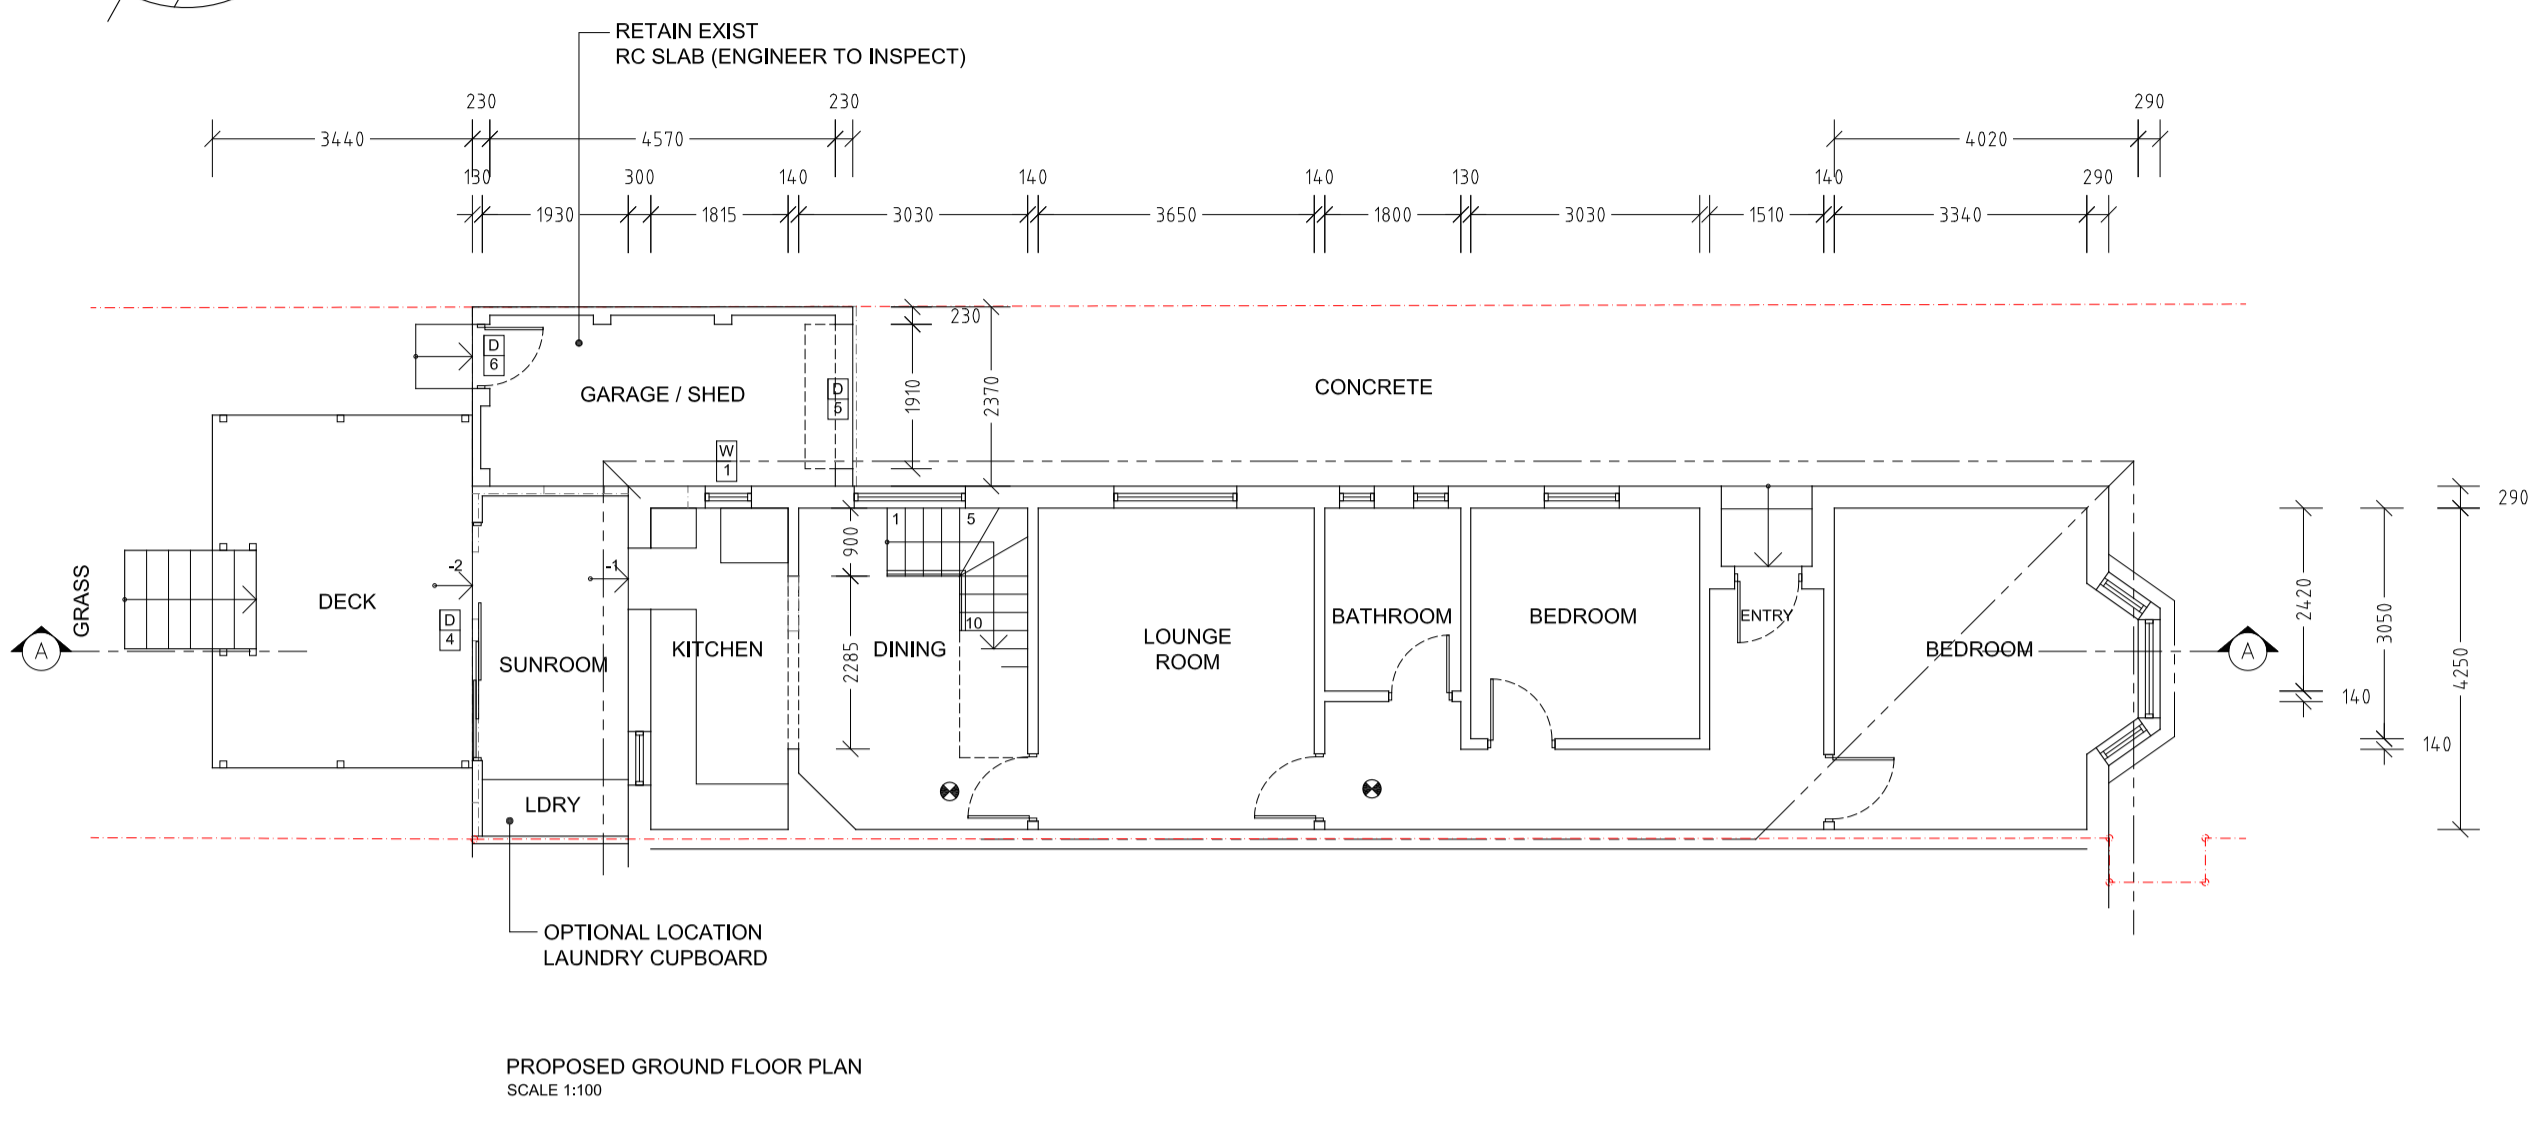 RETAIN EXIST
RC SLAB (ENGINEER TO INSPECT)
230
230
290
3440
4570
4020
130
300
140
140
140
130
140
290
1930
1815
3030
3650
1800
3030
1510
3340
230
D
6
GARAGE / SHED
D
5
1910
2370
CONCRETE
W
1
290
1
5
900
-2
-1
GRASS
DECK
D
4
10
2420
3050
4250
BATHROOM
BEDROOM
ENTRY
A
SUNROOM
KITCHEN
DINING
LOUNGE
ROOM
BEDROOM
A
2285
140
140
LDRY
OPTIONAL LOCATION
LAUNDRY CUPBOARD
PROPOSED GROUND FLOOR PLAN
SCALE 1:100